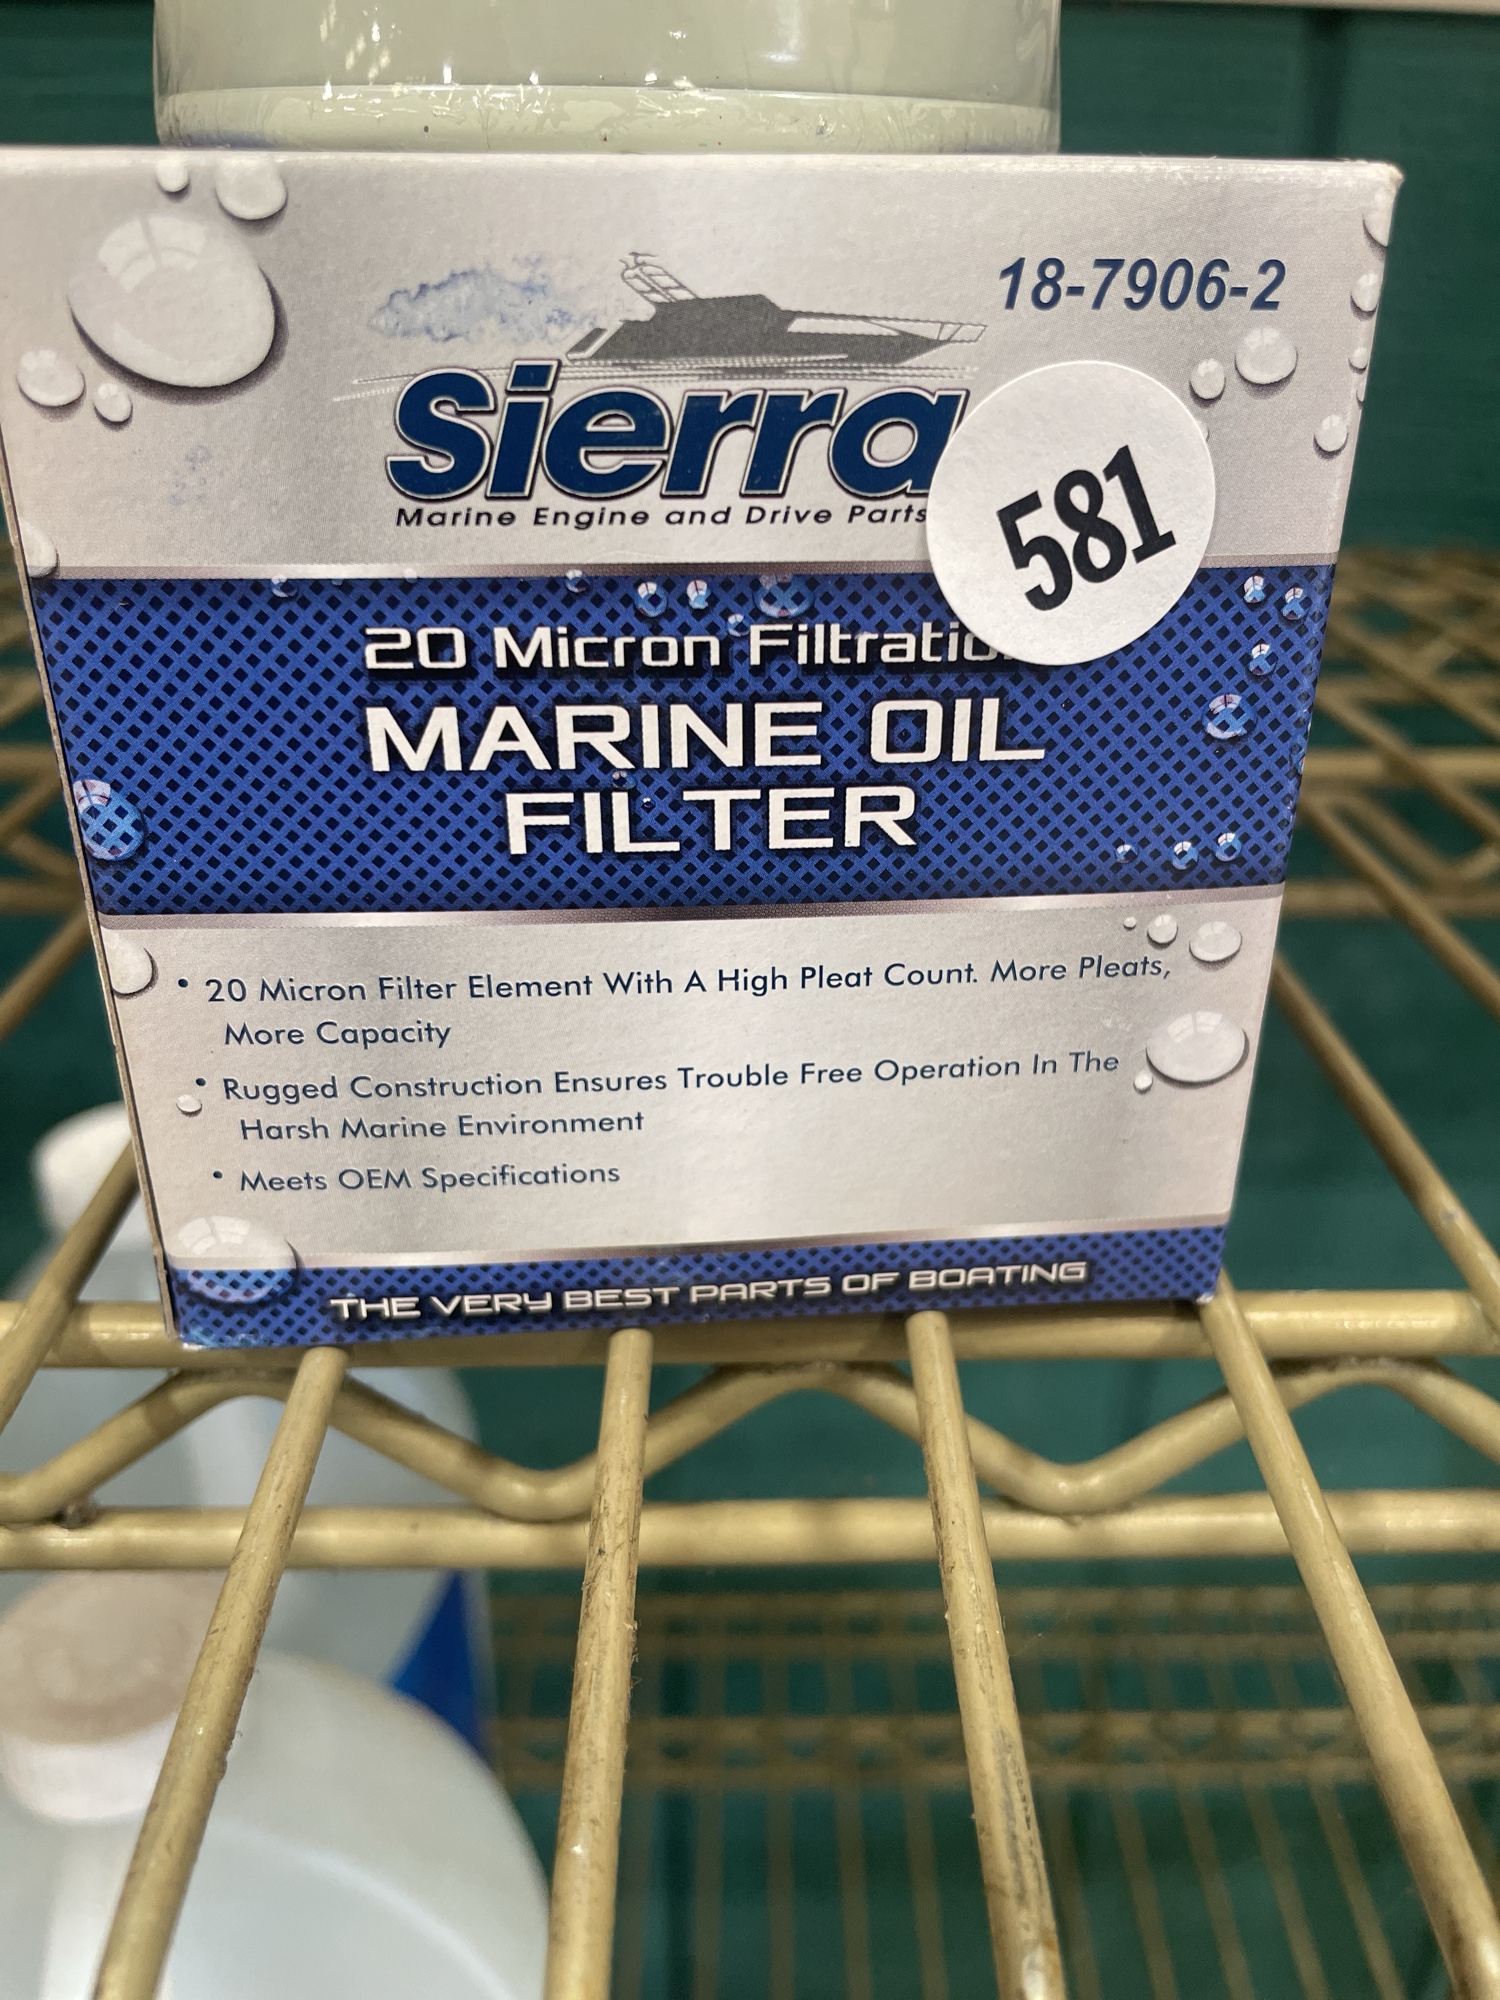 18-7906-2
Sierra
Marine Engine and Drive Parts
581
20 Micron
MARINE OIL
FILTER
• 20 Micron Filter Element With A High Pleat Count. More Pleats,
More Capacity
• Rugged Construction Ensures Trouble Free Operation In The
Harsh Marine Environment
• Meets OEM Specifications
THE VERY BEST PARTS OF BOATING